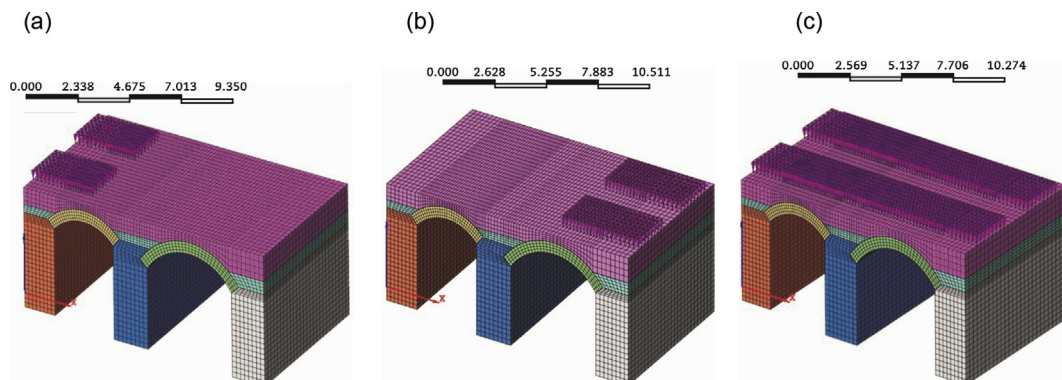 (a)
0.000 2.338 4.675 7.013 9.350
X
(b)
0.000 2.628 5.255 7.883 10.511
X
(c)
0.000 2.569 5.137 7.706 10.274
X